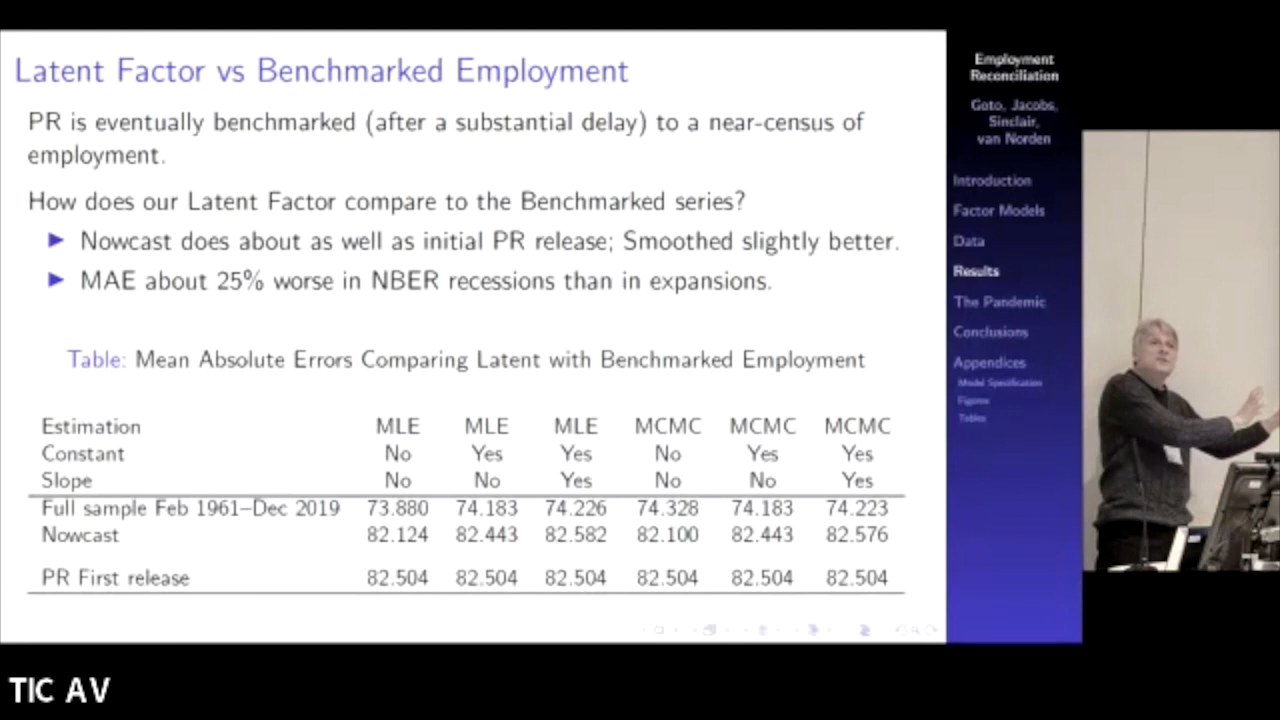 Latent Factor vs Benchmarked Employment
PR is eventually benchmarked (after a substantial delay) to a near-census of
employment.
How does our Latent Factor compare to the Benchmarked series?
Nowcast does about as well as initial PR release; Smoothed slightly better.
MAE about 25% worse in NBER recessions than in expansions.
Table: Mean Absolute Errors Comparing Latent with Benchmarked Employment
Estimation MLE MLE MLE MCMC MCMC MCMC
Constant No Yes Yes No Yes Yes
Slope No No Yes No No Yes
Full sample Feb 1961–Dec 2019 73.880 74.183 74.226 74.328 74.183 74.223
Nowcast 82.124 82.443 82.582 82.100 82.443 82.576
PR First release 82.504 82.504 82.504 82.504 82.504 82.504
Employment
Reconciliation
Goto, Jacobs,
Sinclair,
van Norden
Introduction
Factor Models
Data
Results
The Pandemic
Conclusions
Appendices
Model Specification
Figures
Tables
TIC AV